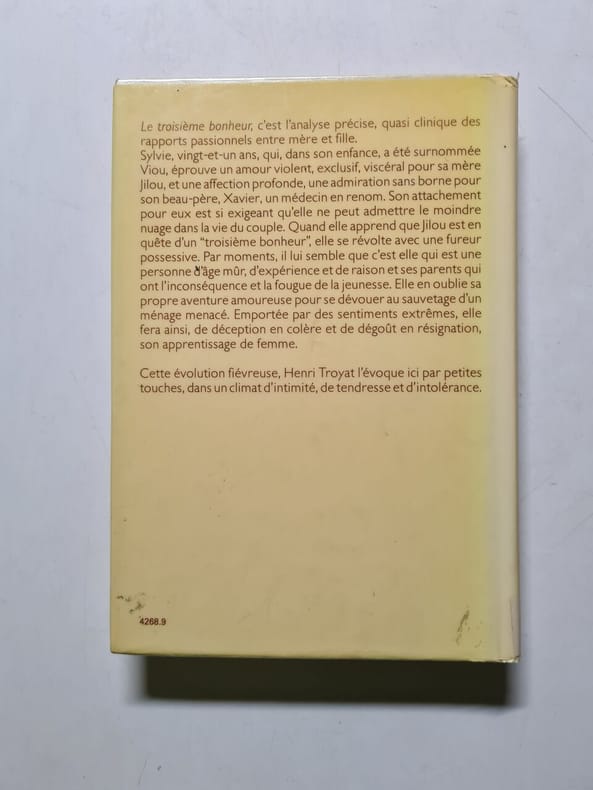 Le troisième bonheur, c'est l'analyse précise, quasi clinique des
rapports passionnels entre mère et fille.
Sylvie, vingt-et-un ans, qui, dans son enfance, a été surnommée
Viou, éprouve un amour violent, exclusif, viscéral pour sa mère
Jilou, et une affection profonde, une admiration sans borne pour
son beau-père, Xavier, un médecin en renom. Son attachement
pour eux est si exigeant qu'elle ne peut admettre le moindre
nuage dans la vie du couple. Quand elle apprend que Jilou est en
quête d'un "troisième bonheur", elle se révolte avec une fureur
possessive. Par moments, il lui semble que c'est elle qui est une
personne d'âge mûr, d'expérience et de raison et ses parents qui
ont l'inconséquence et la fougue de la jeunesse. Elle en oublie sa
propre aventure amoureuse pour se dévouer au sauvetage d'un
ménage menacé. Emportée par des sentiments extrêmes, elle
fera ainsi, de déception en colère et de dégoût en résignation,
son apprentissage de femme.
Cette évolution fiévreuse, Henri Troyat l'évoque ici par petites
touches, dans un climat d'intimité, de tendresse et d'intolérance.
4268.9